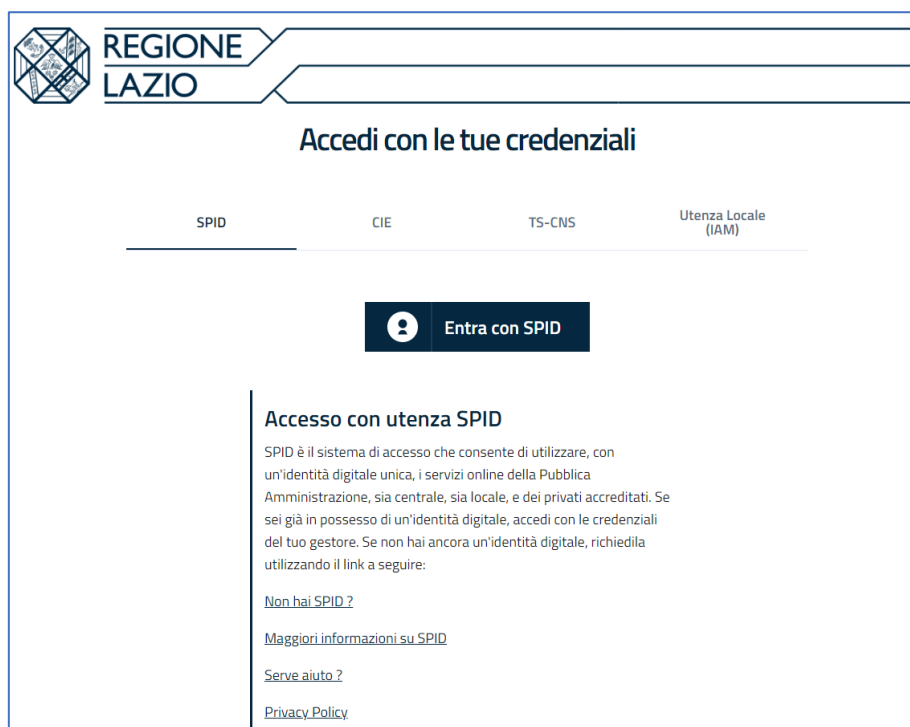 REGIONE
LAZIO
Accedi con le tue credenziali
SPID
CIE
TS-CNS
Utenza Locale
(IAM)
Entra con SPID
Accesso con utenza SPID
SPID è il sistema di accesso che consente di utilizzare, con
un'identità digitale unica, i servizi online della Pubblica
Amministrazione, sia centrale, sia locale, e dei privati accreditati. Se
sei già in possesso di un'identità digitale, accedi con le credenziali
del tuo gestore. Se non hai ancora un'identità digitale, richiedila
utilizzando il link a seguire:
Non hai SPID ?
Maggiori informazioni su SPID
Serve aiuto ?
Privacy Policy